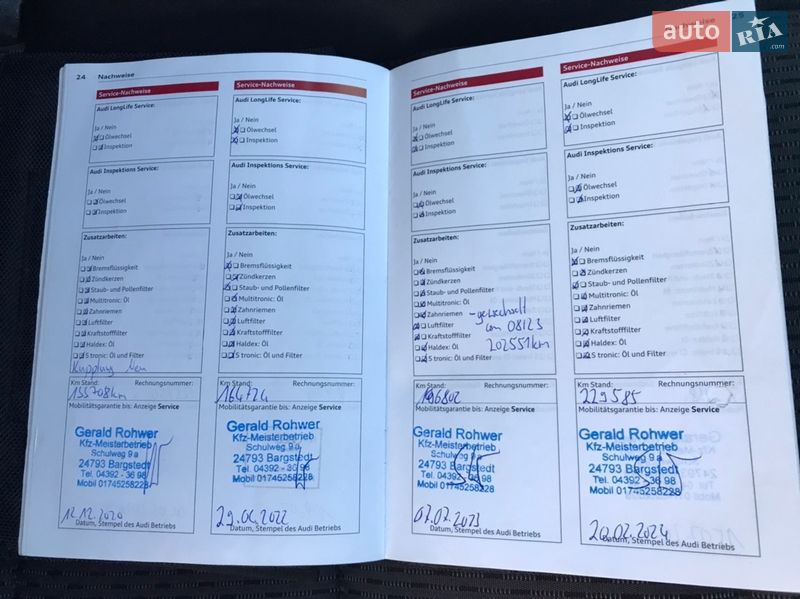 auto RIA .com
24 Nachweise
Service-Nachweise
Audi LongLife Service:
Ja / Nein
Ölwechsel
Inspektion
Audi Inspektions Service:
Ja / Nein
Ölwechsel
Inspektion
Zusatzarbeiten:
Ja / Nein
Bremsflüssigkeit
Zündkerzen
Staub- und Pollenfilter
Multitronic: Öl
Zahnriemen
Luftfilter
Kraftstofffilter
Haldex: Öl
S tronic: Öl und Filter
Kupplung Neu
Km Stand: Rechnungsnummer:
155708km
Mobilitätsgarantie bis: Anzeige Service
Gerald Rohwer
Kfz-Meisterbetrieb
Schulweg 9 a
24793 Bargstedt
Tel. 04392 - 36 98
Mobil 01745258228
12.12.2020
Datum, Stempel des Audi Betriebs
Service-Nachweise
Audi LongLife Service:
Ja / Nein
Ölwechsel
Inspektion
Audi Inspektions Service:
Ja / Nein
Ölwechsel
Inspektion
Zusatzarbeiten:
Ja / Nein
Bremsflüssigkeit
Zündkerzen
Staub- und Pollenfilter
Multitronic: Öl
Zahnriemen
Luftfilter
Kraftstofffilter
Haldex: Öl
S tronic: Öl und Filter
Km Stand: Rechnungsnummer:
164724
Mobilitätsgarantie bis: Anzeige Service
Gerald Rohwer
Kfz-Meisterbetrieb
Schulweg 9 a
24793 Bargstedt
Tel. 04392 - 36 98
Mobil 01745258228
29.04.2022
Datum, Stempel des Audi Betriebs
Service-Nachweise
Audi LongLife Service:
Ja / Nein
Ölwechsel
Inspektion
Audi Inspektions Service:
Ja / Nein
Ölwechsel
Inspektion
Zusatzarbeiten:
Ja / Nein
Bremsflüssigkeit
Zündkerzen
Staub- und Pollenfilter
Multitronic: Öl
Zahnriemen - gewechselt
Luftfilter am 08123
Kraftstofffilter 202551km
Haldex: Öl
S tronic: Öl und Filter
Km Stand: Rechnungsnummer:
196802
Mobilitätsgarantie bis: Anzeige Service
Gerald Rohwer
Kfz-Meisterbetrieb
Schulweg 9 a
24793 Bargstedt
Tel. 04392 - 36 98
Mobil 01745258228
07.07.2023
Datum, Stempel des Audi Betriebs
Service-Nachweise
Audi LongLife Service:
Ja / Nein
Ölwechsel
Inspektion
Audi Inspektions Service:
Ja / Nein
Ölwechsel
Inspektion
Zusatzarbeiten:
Ja / Nein
Bremsflüssigkeit
Zündkerzen
Staub- und Pollenfilter
Multitronic: Öl
Zahnriemen
Luftfilter
Kraftstofffilter
Haldex: Öl
S tronic: Öl und Filter
Km Stand: Rechnungsnummer:
229585
Mobilitätsgarantie bis: Anzeige Service
Gerald Rohwer
Kfz-Meisterbetrieb
Schulweg 9 a
24793 Bargstedt
Tel. 04392 - 36 98
Mobil 01745258228
20.02.2024
Datum, Stempel des Audi Betriebs